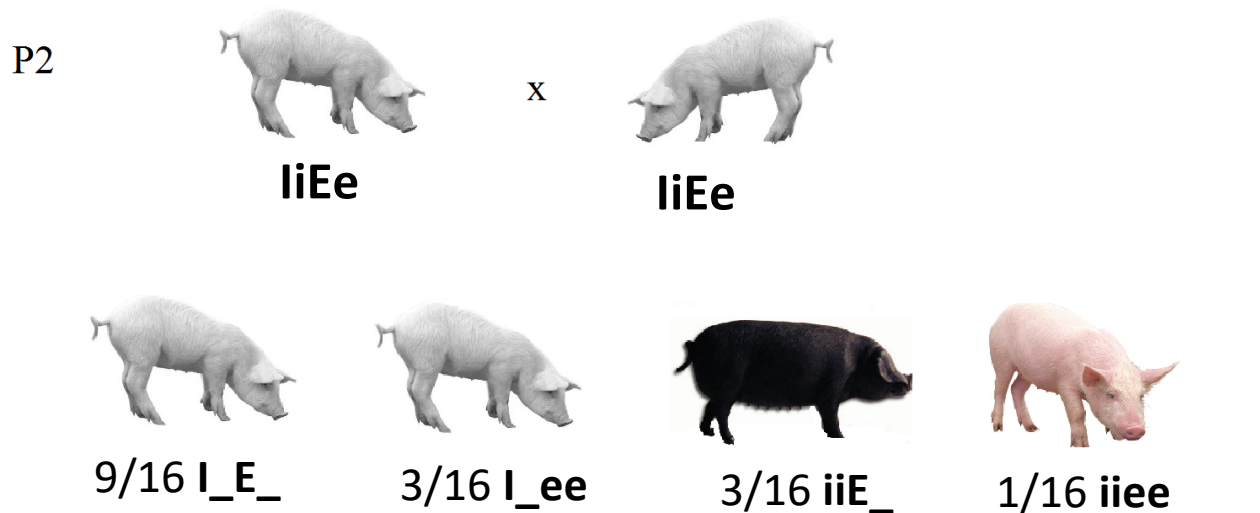 P2
x
IiEe
IiEe
9/16 I_E_
3/16 I_ee
3/16 iiE_
1/16 iiee